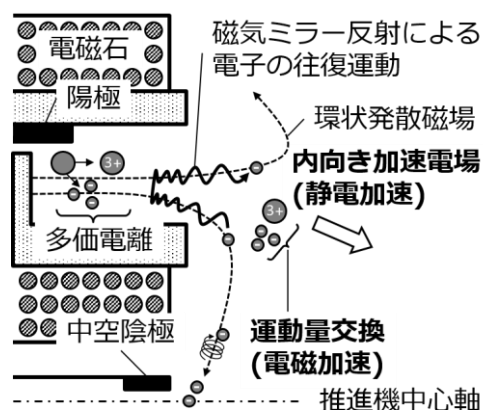 電磁石
陽極
磁気ミラー反射による
電子の往復運動
環状発散磁場
3+
内向き加速電場
(静電加速)
3+
多価電離
中空陰極
運動量交換
(電磁加速)
推進機中心軸